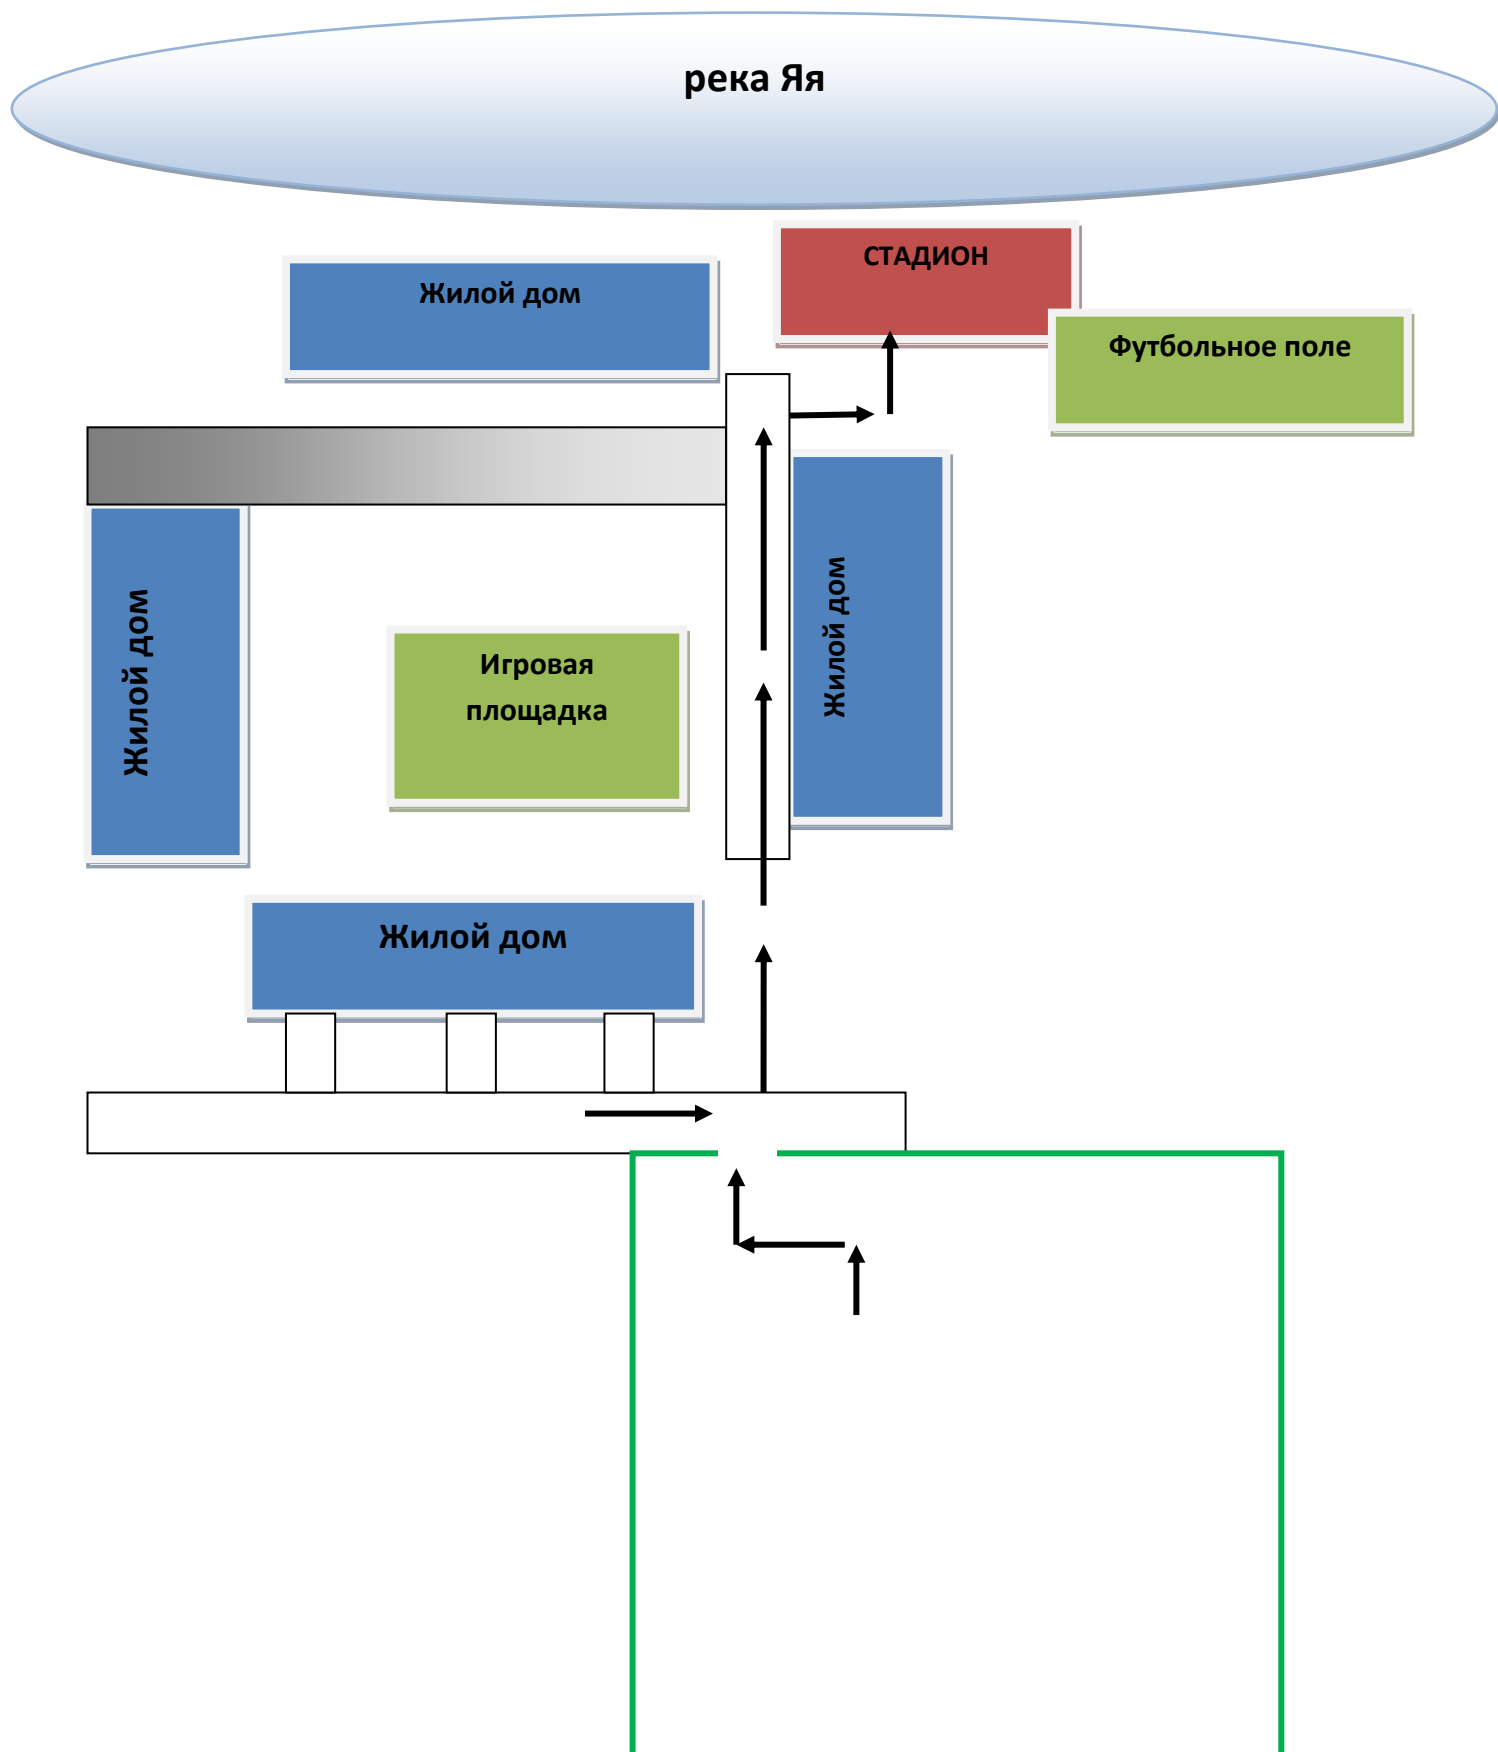 река Яя
СТАДИОН
Жилой дом
Футбольное поле
Жилой дом
Жилой дом
Игровая
площадка
Жилой дом